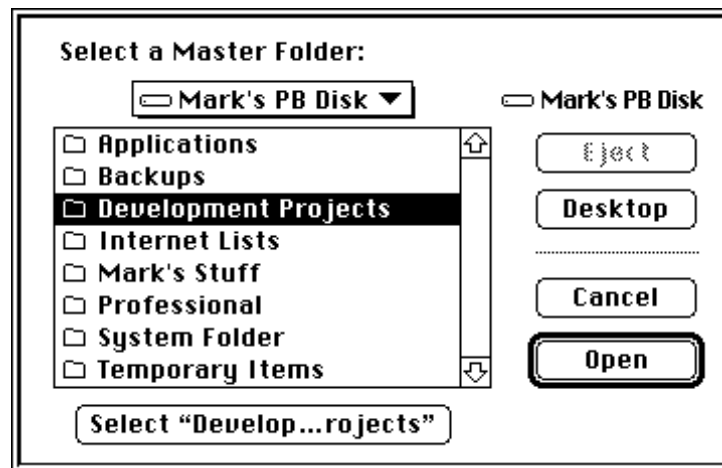 Select a Master Folder:
Mark's PB Disk
Mark's PB Disk
Applications
Backups
Development Projects
Internet Lists
Mark's Stuff
Professional
System Folder
Temporary Items
Eject
Desktop
Cancel
Open
Select “Develop...rojects”